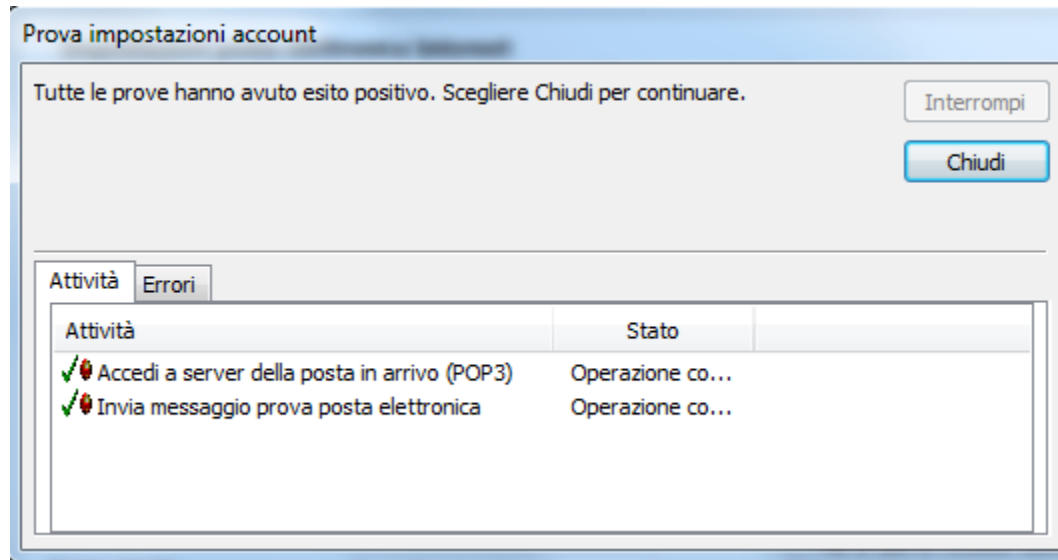 Prova impostazioni account
Tutte le prove hanno avuto esito positivo. Scegliere Chiudi per continuare.
Interrompi
Chiudi
Attività Errori
Attività Stato
Accedi a server della posta in arrivo (POP3) Operazione co...
Invia messaggio prova posta elettronica Operazione co...